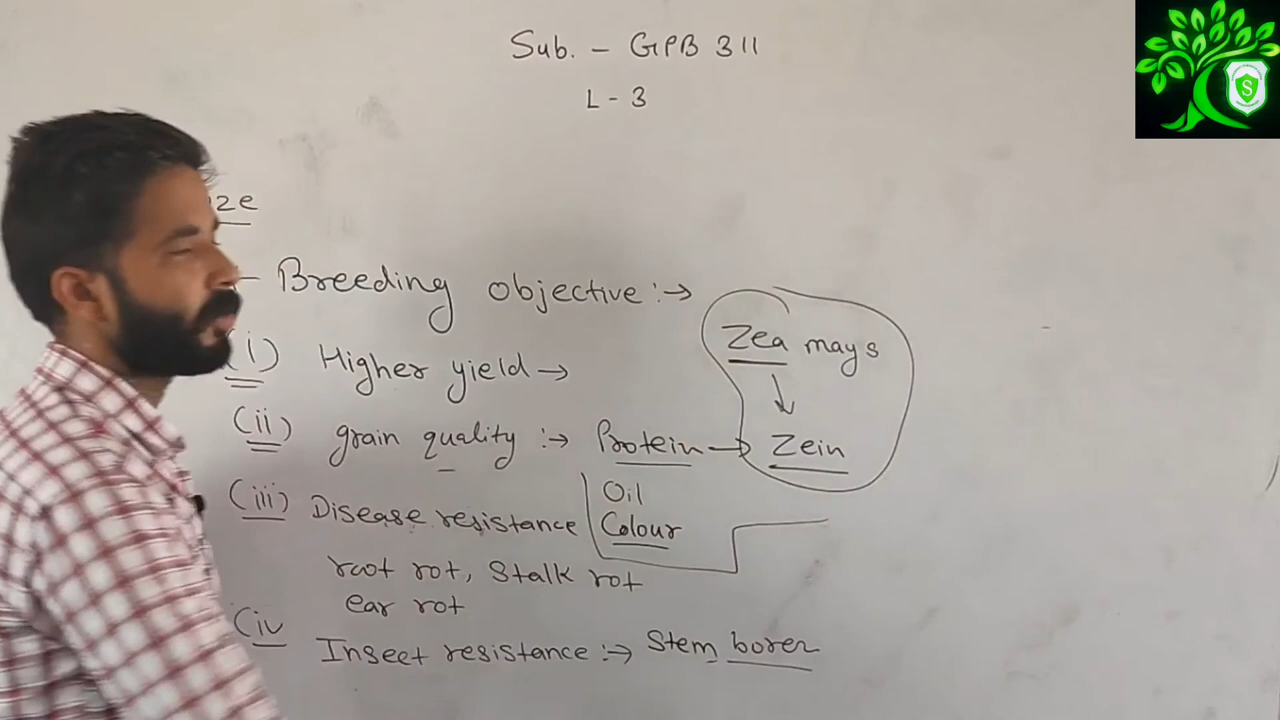 Sub. - GPB 311
L - 3
ize
- Breeding objective :→
(i) Higher yield →
Zea mays
↓
(ii) grain quality :→ Protein → Zein
Oil
(iii) Disease resistance Colour
root rot, Stalk rot
ear rot
(iv
Insect resistance :→ Stem borer
S